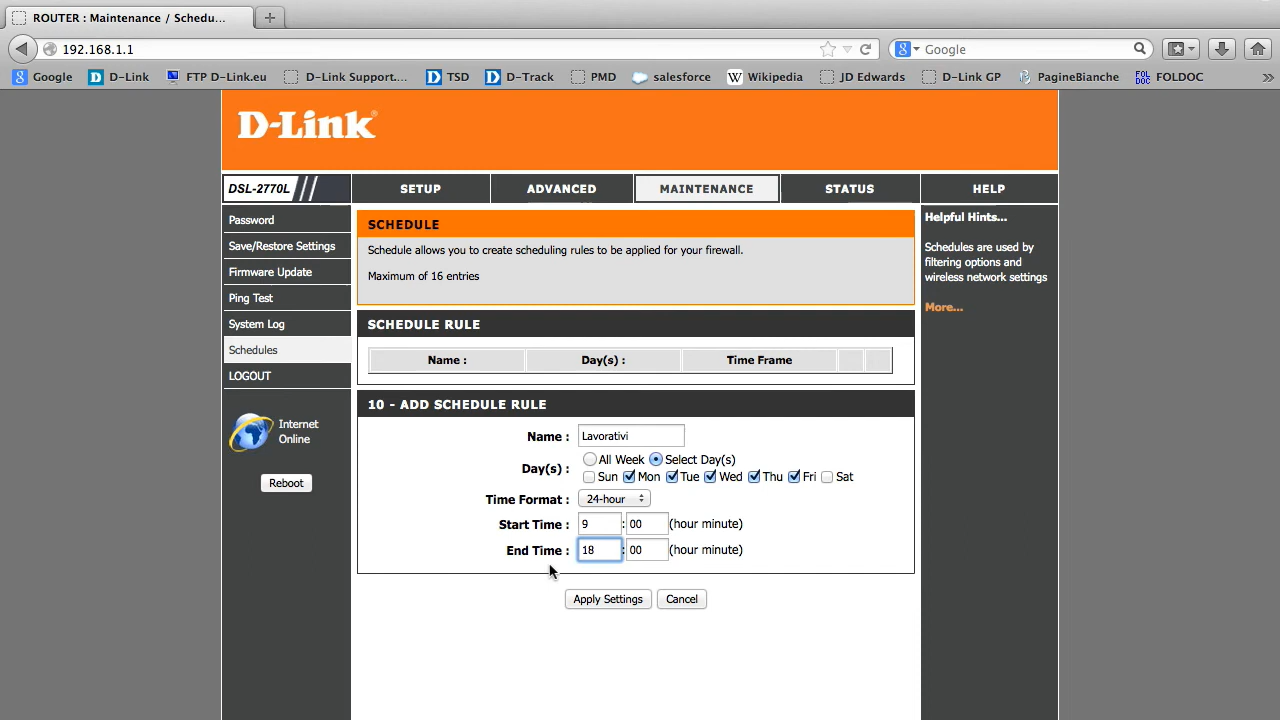 ROUTER : Maintenance / Schedu...
192.168.1.1
Google
Google D-Link FTP D-Link.eu D-Link Support... TSD D-Track PMD salesforce Wikipedia JD Edwards D-Link GP PagineBianche FOLDOC
D-Link
DSL-2770L SETUP ADVANCED MAINTENANCE STATUS HELP
Password
Save/Restore Settings
Firmware Update
Ping Test
System Log
Schedules
LOGOUT
Internet
Online
Reboot
SCHEDULE
Schedule allows you to create scheduling rules to be applied for your firewall.
Maximum of 16 entries
SCHEDULE RULE
Name : Day(s) : Time Frame
10 - ADD SCHEDULE RULE
Name : Lavorativi
Day(s) : All Week Select Day(s)
Sun Mon Tue Wed Thu Fri Sat
Time Format : 24-hour
Start Time : 9 : 00 (hour minute)
End Time : 18 : 00 (hour minute)
Apply Settings Cancel
Helpful Hints...
Schedules are used by
filtering options and
wireless network settings
More...